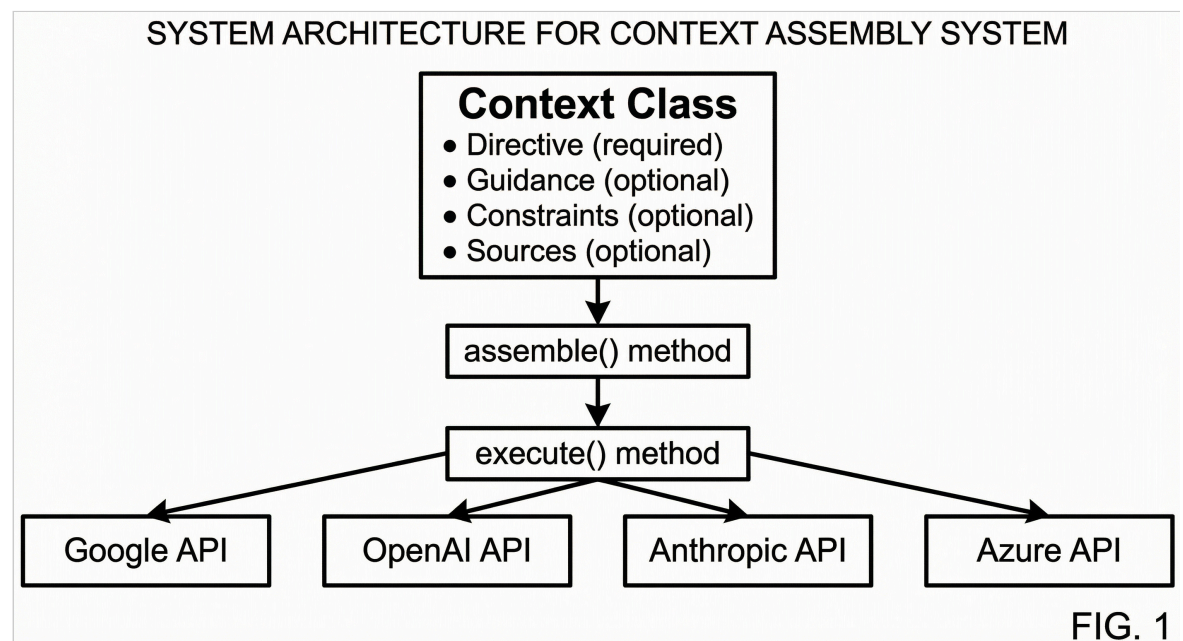 SYSTEM ARCHITECTURE FOR CONTEXT ASSEMBLY SYSTEM
Context Class
● Directive (required)
● Guidance (optional)
● Constraints (optional)
● Sources (optional)
assemble() method
execute() method
Google API
OpenAI API
Anthropic API
Azure API
FIG. 1